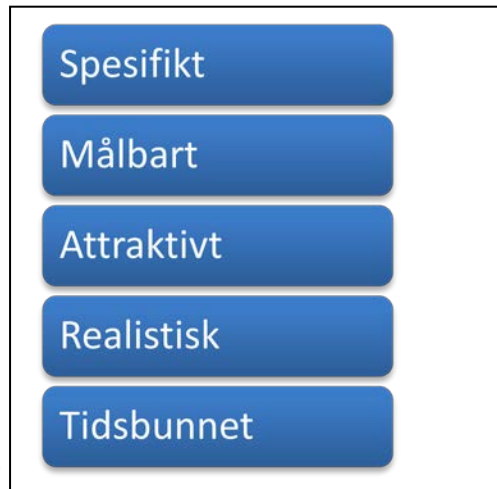 Spesifikt
Målbart
Attraktivt
Realistisk
Tidsbunnet